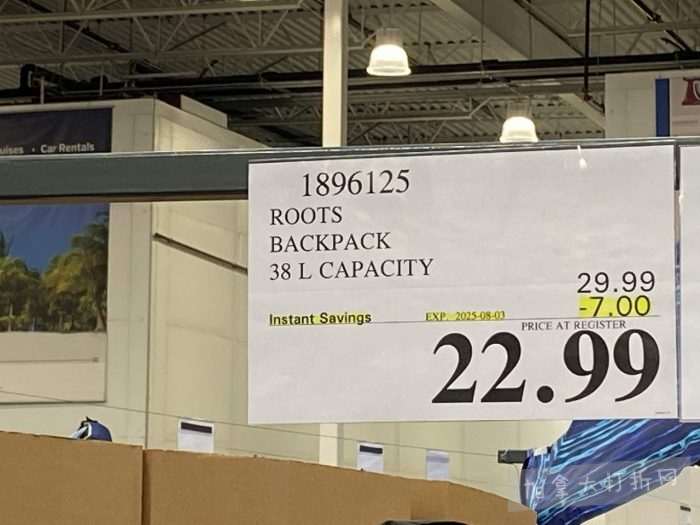 uises • Car Rentals
1896125
ROOTS
BACKPACK
38 L CAPACITY
29.99
-7.00
Instant Savings
EXP. 2025-08-03
PRICE AT REGISTER
22.99
加拿大打折网